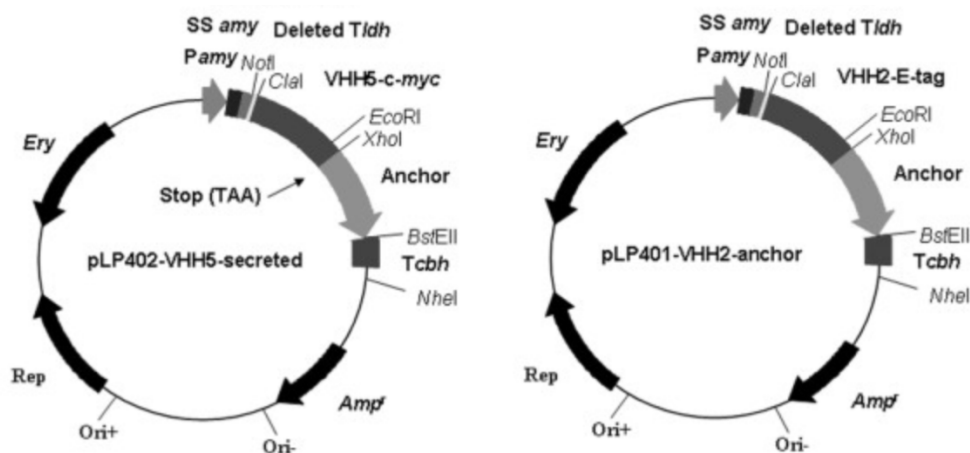 SS amy Deleted Tldh
Pamy NotI
ClaI
VHH5-c-myc
EcoRI
XhoI
Ery
Anchor
Stop (TAA)
BstEII
pLP402-VHH5-secreted
Tcbh
NheI
Rep
Ampr
Ori+
Ori-
SS amy Deleted Tldh
Pamy NotI
ClaI
VHH2-E-tag
EcoRI
XhoI
Ery
Anchor
BstEII
pLP401-VHH2-anchor
Tcbh
NheI
Rep
Ampr
Ori+
Ori-